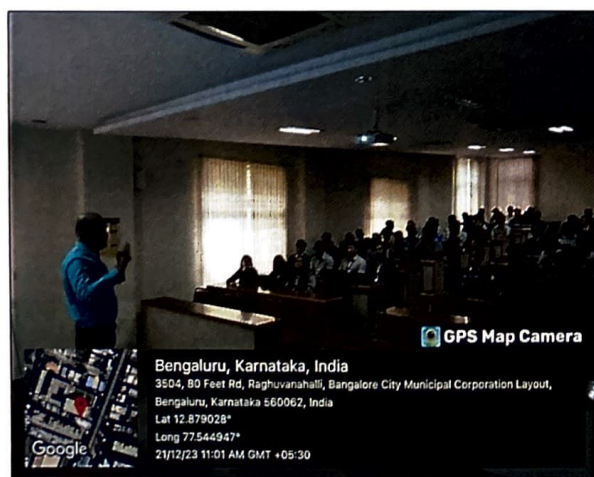 GPS Map Camera
Bengaluru, Karnataka, India
3504, 80 Feet Rd, Raghuvanahalli, Bangalore City Municipal Corporation Layout,
Bengaluru, Karnataka 560062, India
Lat 12.879028°
Long 77.544947°
21/12/23 11:01 AM GMT +05:30
Google